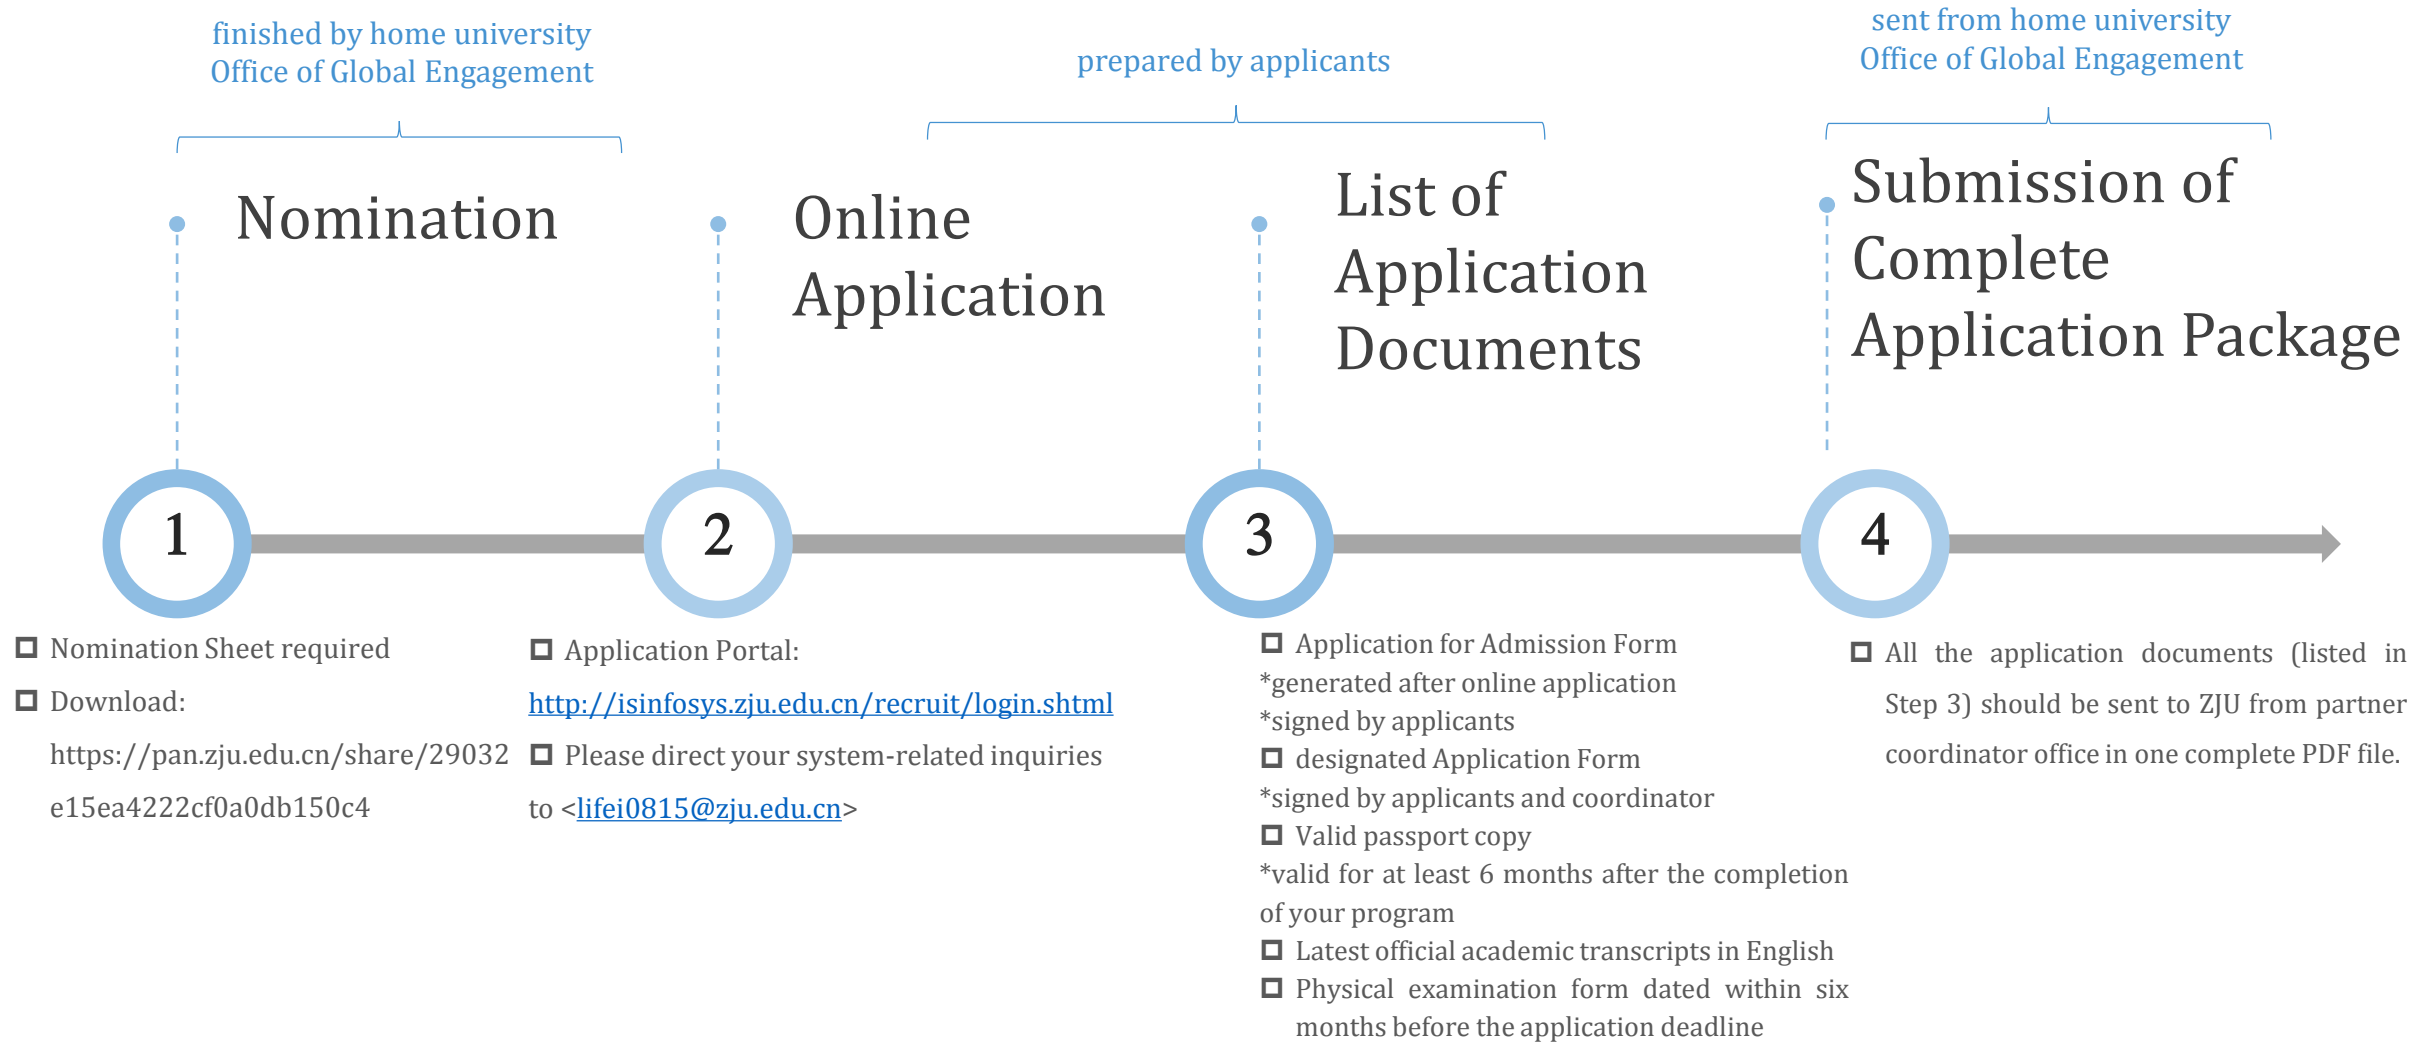 finished by home university
Office of Global Engagement
prepared by applicants
sent from home university
Office of Global Engagement
Nomination
Online
Application
List of
Application
Documents
Submission of
Complete
Application Package
1
2
3
4
Nomination Sheet required
Download:
https://pan.zju.edu.cn/share/29032
e15ea4222cf0a0db150c4
Application Portal:
http://isinfosys.zju.edu.cn/recruit/login.shtml
Please direct your system-related inquiries
to <lifei0815@zju.edu.cn>
Application for Admission Form
*generated after online application
*signed by applicants
designated Application Form
*signed by applicants and coordinator
Valid passport copy
*valid for at least 6 months after the completion
of your program
Latest official academic transcripts in English
Physical examination form dated within six
months before the application deadline
All the application documents (listed in
Step 3) should be sent to ZJU from partner
coordinator office in one complete PDF file.